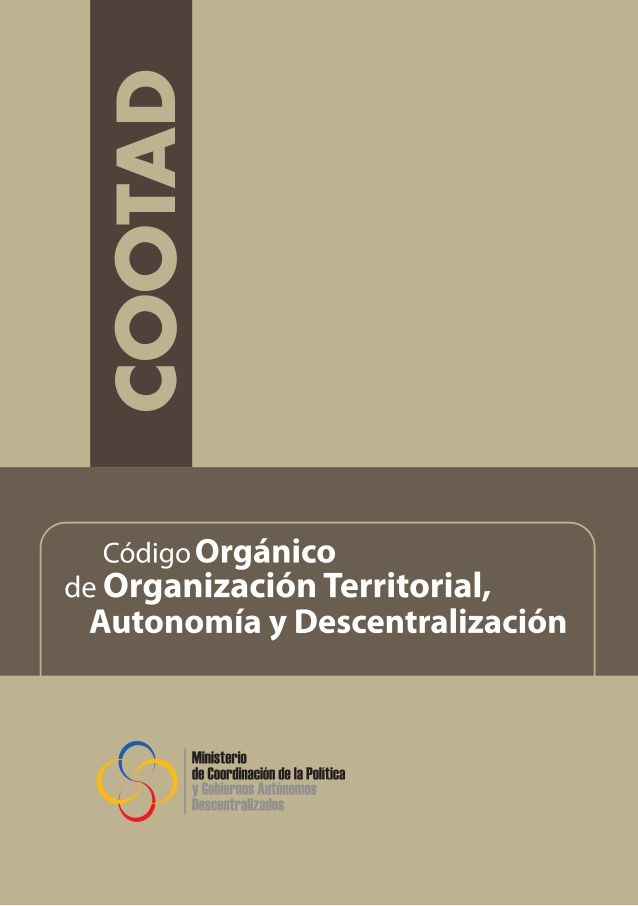 COOTAD
Código Orgánico
de Organización Territorial,
Autonomía y Descentralización
Ministerio
de Coordinación de la Política
y Gobiernos Autónomos
Descentralizados